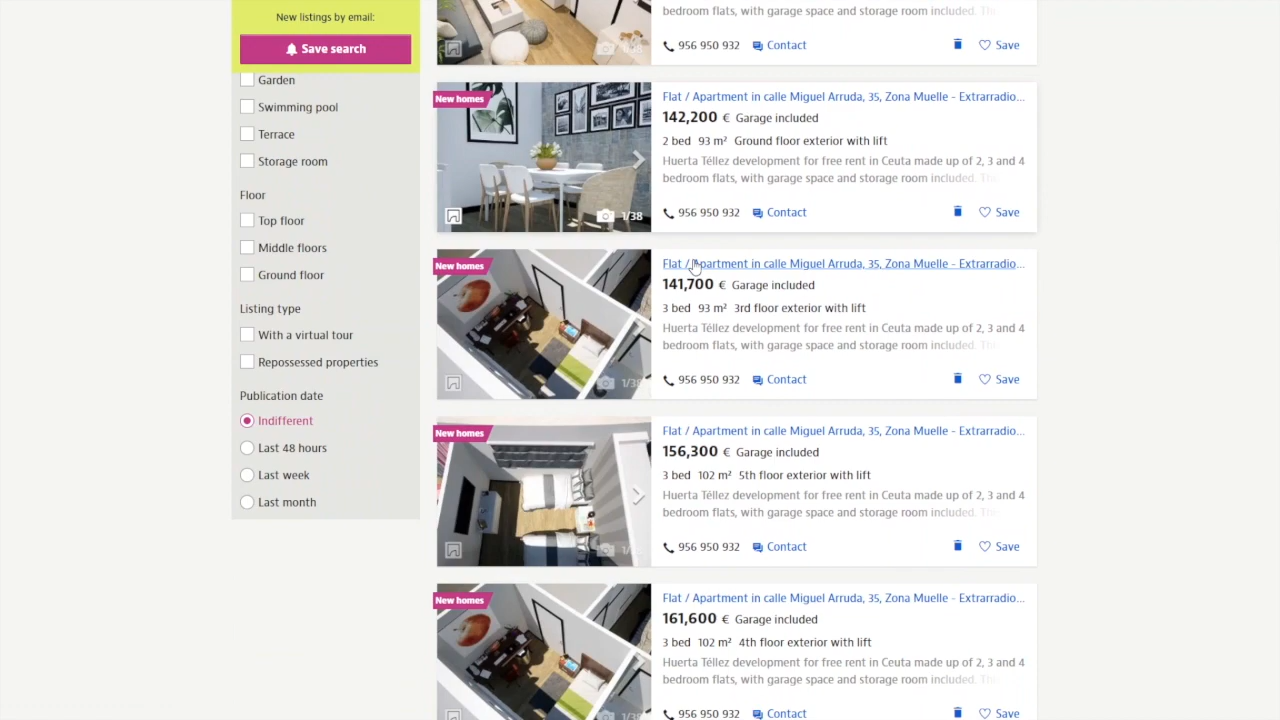 New listings by email:
Save search
Garden
Swimming pool
Terrace
Storage room
Floor
Top floor
Middle floors
Ground floor
Listing type
With a virtual tour
Repossessed properties
Publication date
Indifferent
Last 48 hours
Last week
Last month
bedroom flats, with garage space and storage room included.
956 950 932 Contact Save
New homes
1/38
Flat / Apartment in calle Miguel Arruda, 35, Zona Muelle - Extrarradio...
142,200 € Garage included
2 bed 93 m² Ground floor exterior with lift
Huerta Téllez development for free rent in Ceuta made up of 2, 3 and 4
bedroom flats, with garage space and storage room included.
956 950 932 Contact Save
New homes
1/38
Flat / Apartment in calle Miguel Arruda, 35, Zona Muelle - Extrarradio...
141,700 € Garage included
3 bed 93 m² 3rd floor exterior with lift
Huerta Téllez development for free rent in Ceuta made up of 2, 3 and 4
bedroom flats, with garage space and storage room included.
956 950 932 Contact Save
New homes
Flat / Apartment in calle Miguel Arruda, 35, Zona Muelle - Extrarradio...
156,300 € Garage included
3 bed 102 m² 5th floor exterior with lift
Huerta Téllez development for free rent in Ceuta made up of 2, 3 and 4
bedroom flats, with garage space and storage room included.
956 950 932 Contact Save
New homes
Flat / Apartment in calle Miguel Arruda, 35, Zona Muelle - Extrarradio...
161,600 € Garage included
3 bed 102 m² 4th floor exterior with lift
Huerta Téllez development for free rent in Ceuta made up of 2, 3 and 4
bedroom flats, with garage space and storage room included.
956 950 932 Contact Save